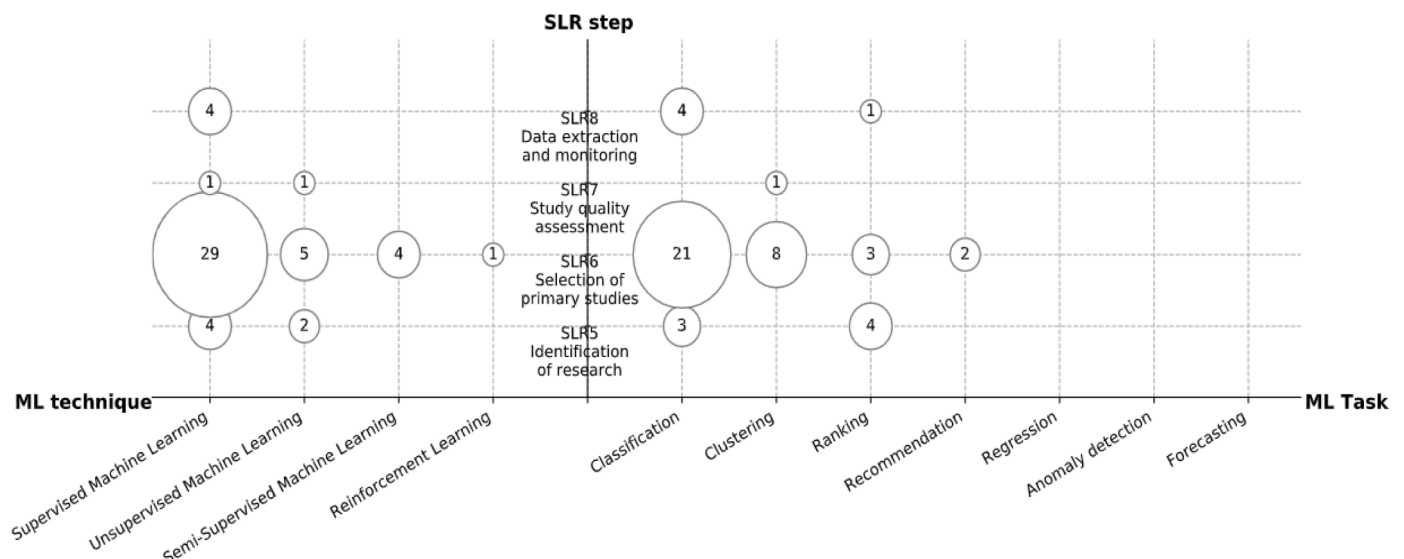 SLR step
4
4
1
SLR8
Data extraction
and monitoring
1
1
1
SLR7
Study quality
assessment
29
5
4
1
21
8
3
2
SLR6
Selection of
primary studies
4
2
3
4
SLR5
Identification
of research
ML technique
ML Task
Supervised Machine Learning
Unsupervised Machine Learning
Semi-Supervised Machine Learning
Reinforcement Learning
Classification
Clustering
Ranking
Recommendation
Regression
Anomaly detection
Forecasting